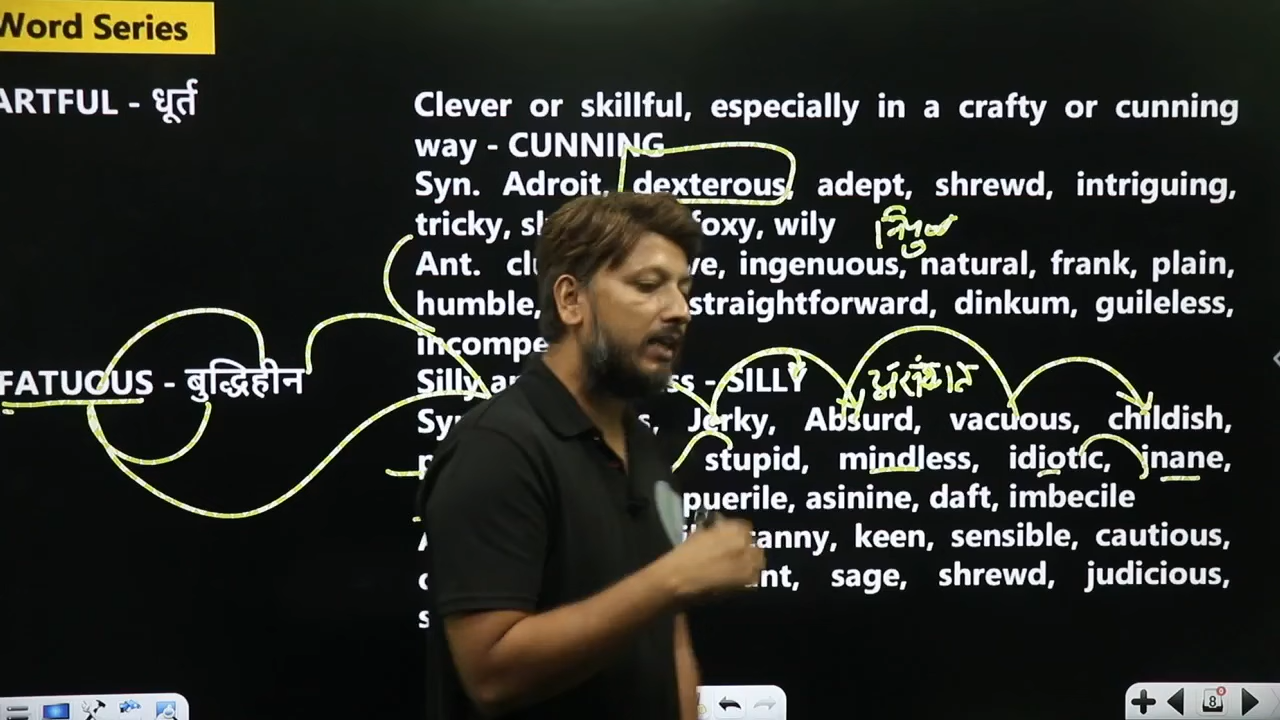 Word Series
ARTFUL - धूर्त
Clever or skillful, especially in a crafty or cunning
way - CUNNING
Syn. Adroit, dexterous, adept, shrewd, intriguing,
tricky, foxy, wily निपुण
Ant. ingenuous, natural, frank, plain,
humble, straightforward, dinkum, guileless,
FATUOUS - बुद्धिहीन
Silly - SILLY
Jerky, Absurd, vacuous, childish,
stupid, mindless, idiotic, inane,
puerile, asinine, daft, imbecile
keen, sensible, cautious,
sage, shrewd, judicious,
8